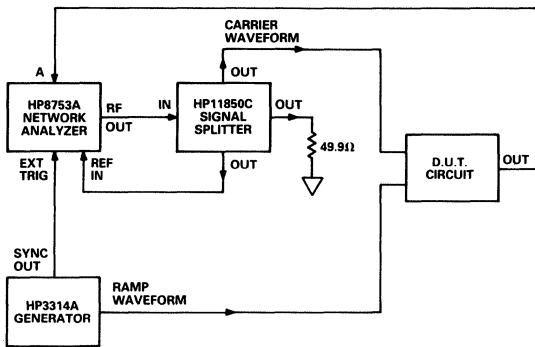 CARRIER
WAVEFORM
A
OUT
HP8753A
NETWORK
ANALYZER
RF
OUT
IN
HP11850C
SIGNAL
SPLITTER
OUT
49.9Ω
D.U.T.
CIRCUIT
OUT
EXT
TRIG
REF
IN
OUT
SYNC
OUT
RAMP
WAVEFORM
HP3314A
GENERATOR